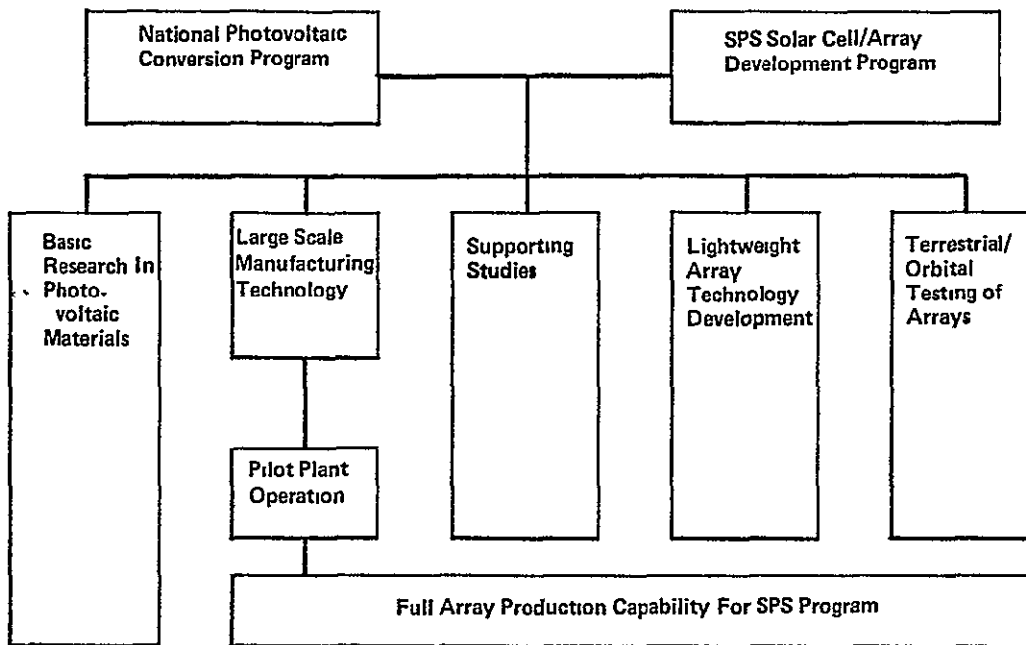 National Photovoltaic
Conversion Program
SPS Solar Cell/Array
Development Program
Basic
Research in
Photo-
voltaic
Materials
Large Scale
Manufacturing
Technology
Supporting
Studies
Lightweight
Array
Technology
Development
Terrestrial/
Orbital
Testing of
Arrays
Pilot Plant
Operation
Full Array Production Capability For SPS Program